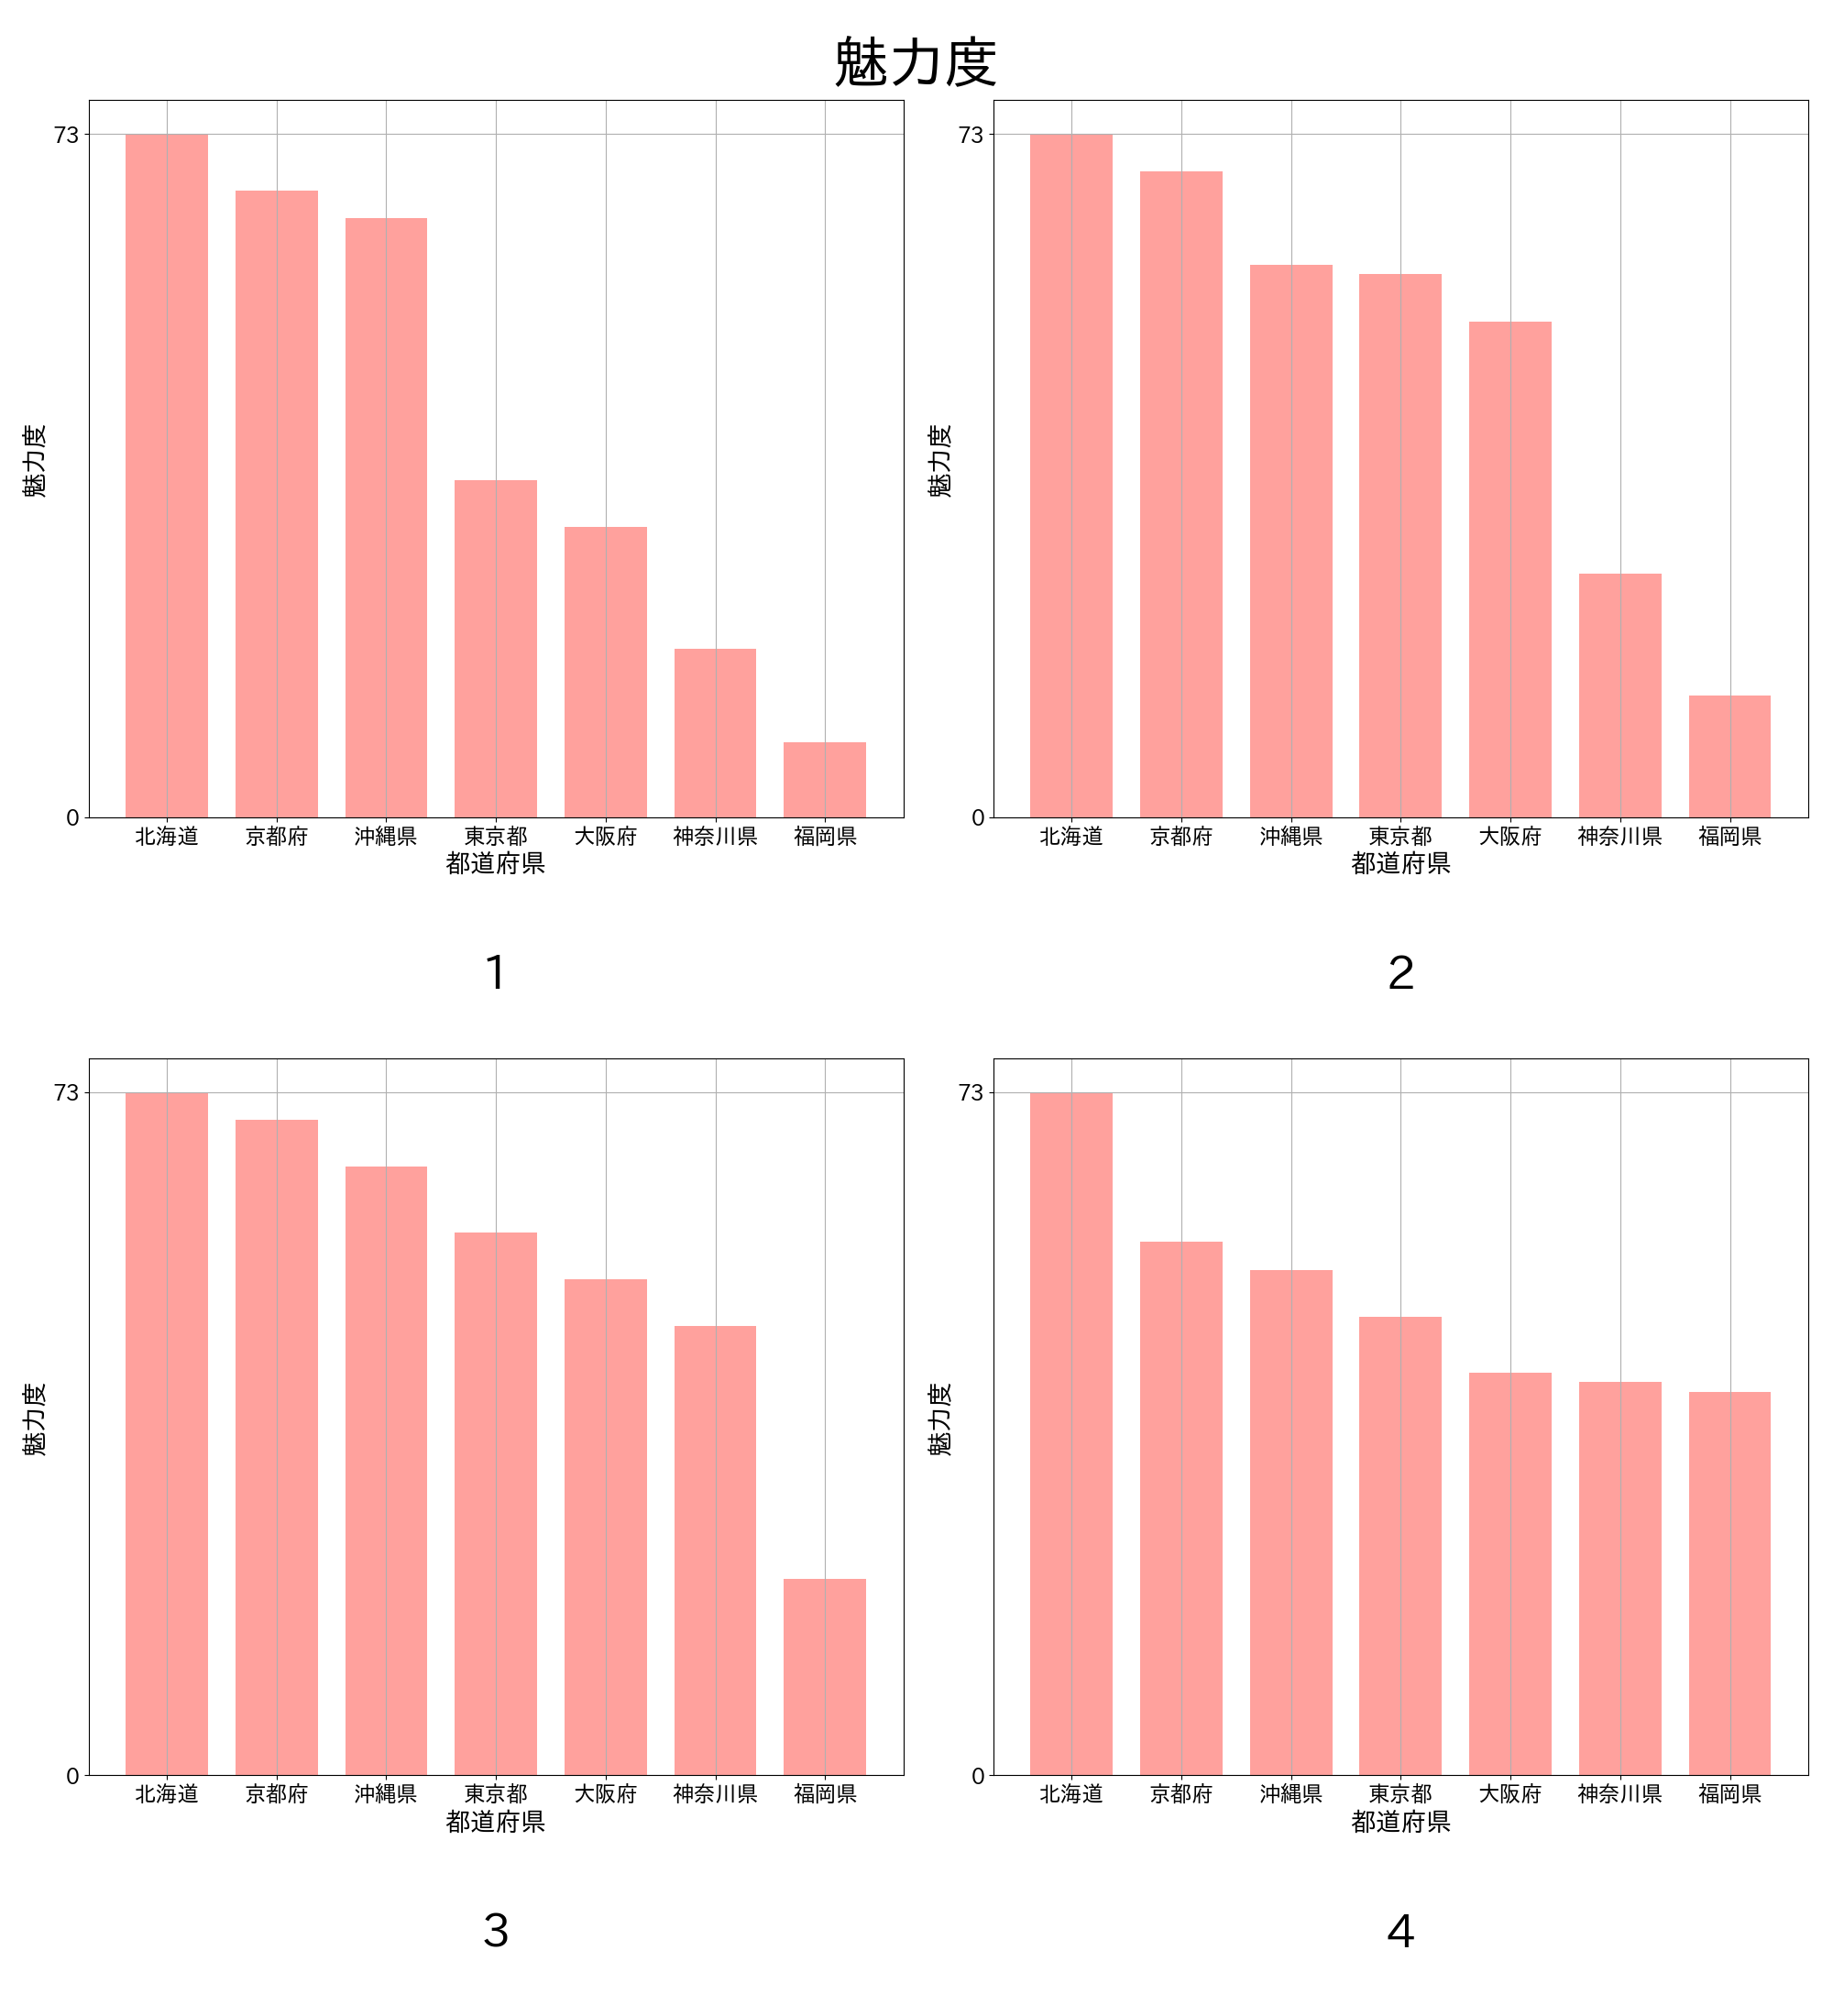 魅力度
73
0
魅力度
北海道 京都府 沖縄県 東京都 大阪府 神奈川県 福岡県
都道府県
1
73
0
魅力度
北海道 京都府 沖縄県 東京都 大阪府 神奈川県 福岡県
都道府県
2
73
0
魅力度
北海道 京都府 沖縄県 東京都 大阪府 神奈川県 福岡県
都道府県
3
73
0
魅力度
北海道 京都府 沖縄県 東京都 大阪府 神奈川県 福岡県
都道府県
4